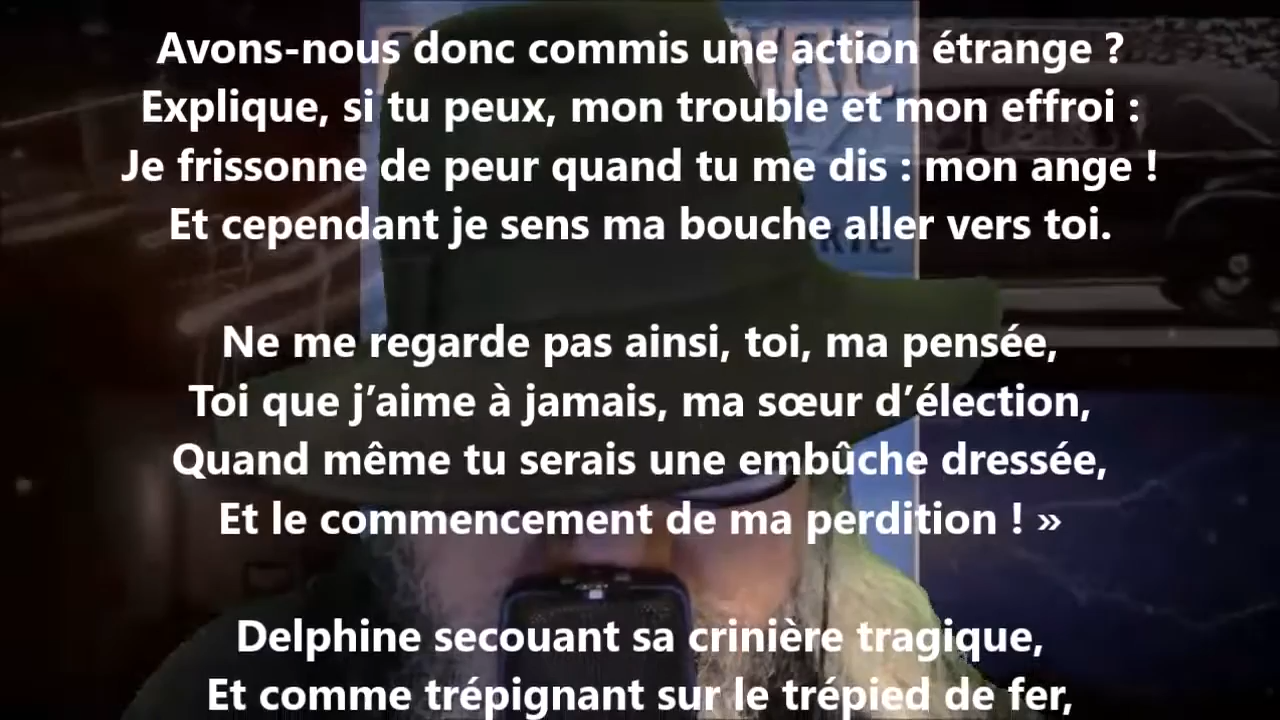 Avons-nous donc commis une action étrange ?
Explique, si tu peux, mon trouble et mon effroi :
Je frissonne de peur quand tu me dis : mon ange !
Et cependant je sens ma bouche aller vers toi.
Ne me regarde pas ainsi, toi, ma pensée,
Toi que j’aime à jamais, ma sœur d’élection,
Quand même tu serais une embûche dressée,
Et le commencement de ma perdition ! »
Delphine secouant sa crinière tragique,
Et comme trépignant sur le trépied de fer,